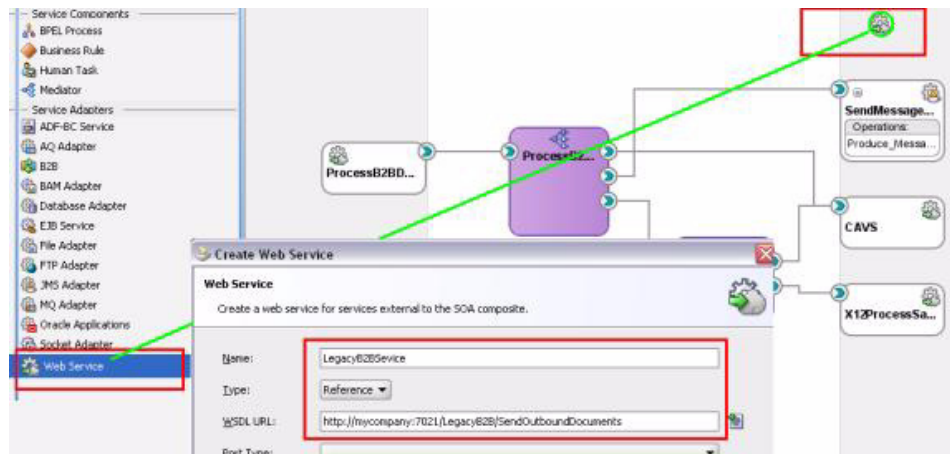 Service Components
BPEL Process
Business Rule
Human Task
Mediator
Service Adapters
ADF-BC Service
AQ Adapter
B2B
BAM Adapter
Database Adapter
EJB Service
File Adapter
FTP Adapter
JMS Adapter
MQ Adapter
Oracle Applications
Socket Adapter
Web Service
ProcessB2BD...
ProcessB2...
SendMessage...
Operations:
Produce_Messa...
CAVS
X12ProcessSa...
Create Web Service
Web Service
Create a web service for services external to the SOA composite.
Name:
LegacyB2BSevice
Type:
Reference
WSDL URL:
http://mycompany:7021/LegacyB2B/SendOutboundDocuments
Port Type: